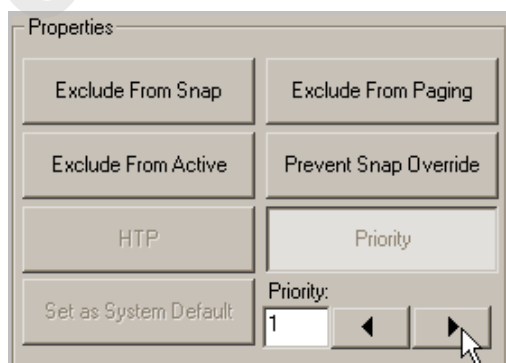 Properties
Exclude From Snap
Exclude From Paging
Exclude From Active
Prevent Snap Override
HTP
Priority
Set as System Default
Priority:
1